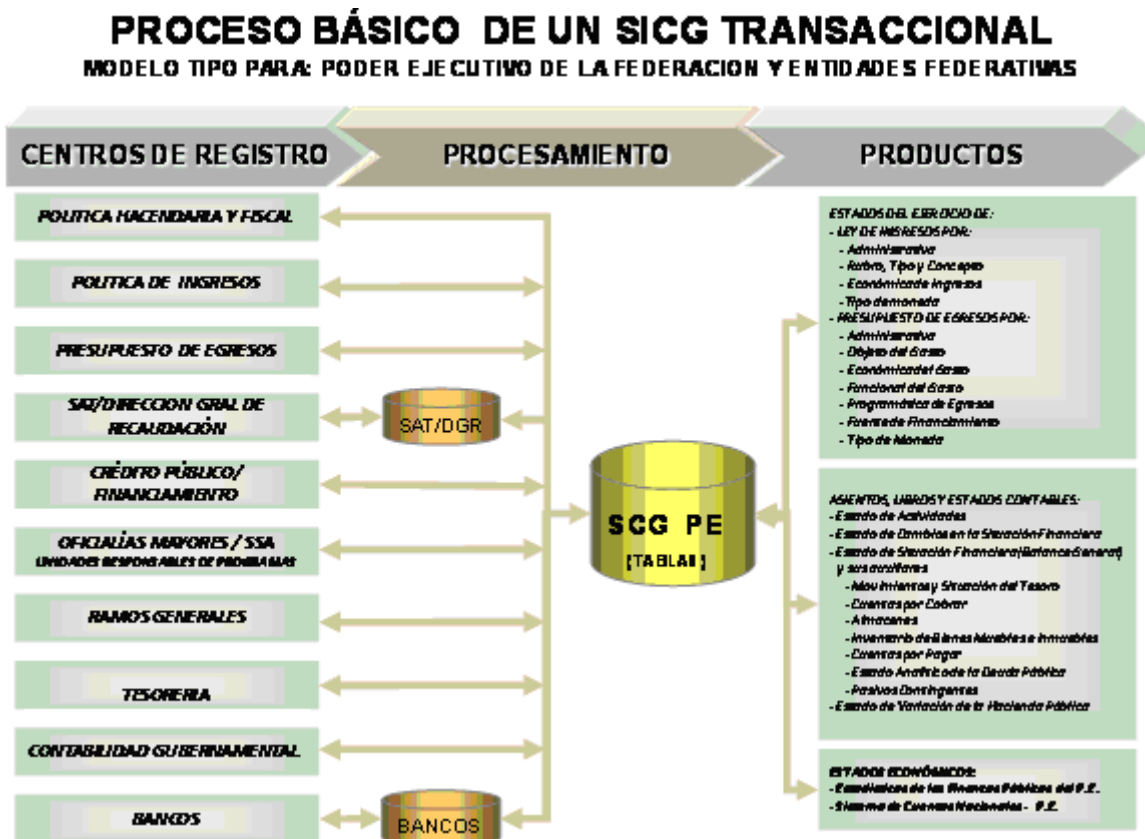 PROCESO BÁSICO DE UN SICG TRANSACCIONAL
MODELO TIPO PARA: PODER EJECUTIVO DE LA FEDERACION Y ENTIDADES FEDERATIVAS
CENTROS DE REGISTRO
PROCESAMIENTO
PRODUCTOS
POLITICA HACENDARIA Y FISCAL
POLITICA DE INGRESOS
PRESUPUESTO DE EGRESOS
SAT/DIRECCION GRAL DE
RECAUDACIÓN
CRÉDITO PÚBLICO/
FINANCIAMIENTO
OFICIALÍAS MAYORES / SSA
UNIDADES RESPONSABLES DE PROGRAMAS
RAMOS GENERALES
TESORERIA
CONTABILIDAD GUBERNAMENTAL
BANCOS
SAT/DGR
BANCOS
SCG PE
(TABLAS)
ESTADOS DEL EJERCICIO DE:
- LEY DE INGRESOS POR:
- Administrativa
- Rubro, Tipo y Concepto
- Económica de Ingresos
- Tipo de moneda
- PRESUPUESTO DE EGRESOS POR:
- Administrativa
- Objeto del Gasto
- Económica del Gasto
- Funcional del Gasto
- Programática de Egresos
- Fuente de Financiamiento
- Tipo de Moneda
ASIENTOS, LIBROS Y ESTADOS CONTABLES:
- Estado de Actividades
- Estado de Cambios en la Situación Financiera
- Estado de Situación Financiera(Balance General)
y sus auxiliares
- Movimientos y Situación del Tesoro
- Cuentas por Cobrar
- Almacenes
- Inventario de Bienes Muebles e Inmuebles
- Cuentas por Pagar
- Estado Analítico de la Deuda Pública
- Pasivos Contingentes
- Estado de Variación de la Hacienda Pública
ESTADOS ECONÓMICOS:
- Estadísticas de las Finanzas Públicas del P.E.
- Sistema de Cuentas Nacionales - P.E.